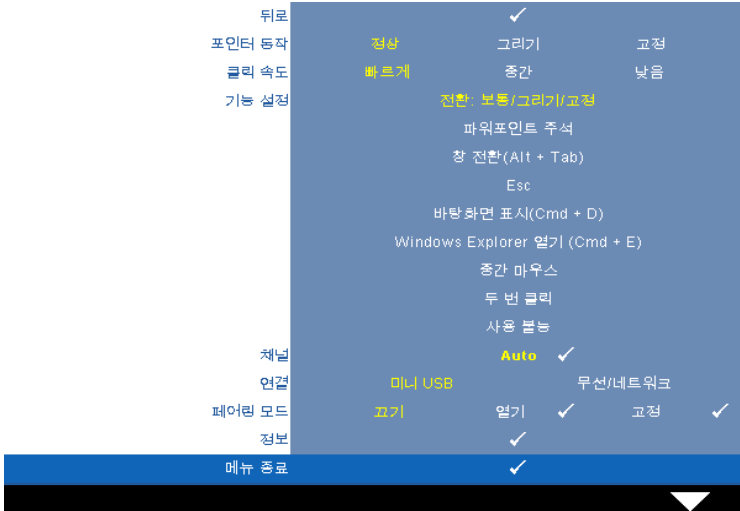 뒤로 ✓
포인터 동작 정상 그리기 고정
클릭 속도 빠르게 중간 낮음
기능 설정 전환: 보통/그리기/고정
파워포인트 주석
창 전환(Alt + Tab)
Esc
바탕화면 표시(Cmd + D)
Windows Explorer 열기 (Cmd + E)
중간 마우스
두 번 클릭
사용 불능
채널 Auto ✓
연결 미니 USB 무선/네트워크
페어링 모드 끄기 열기 ✓ 고정 ✓
정보 ✓
메뉴 종료 ✓